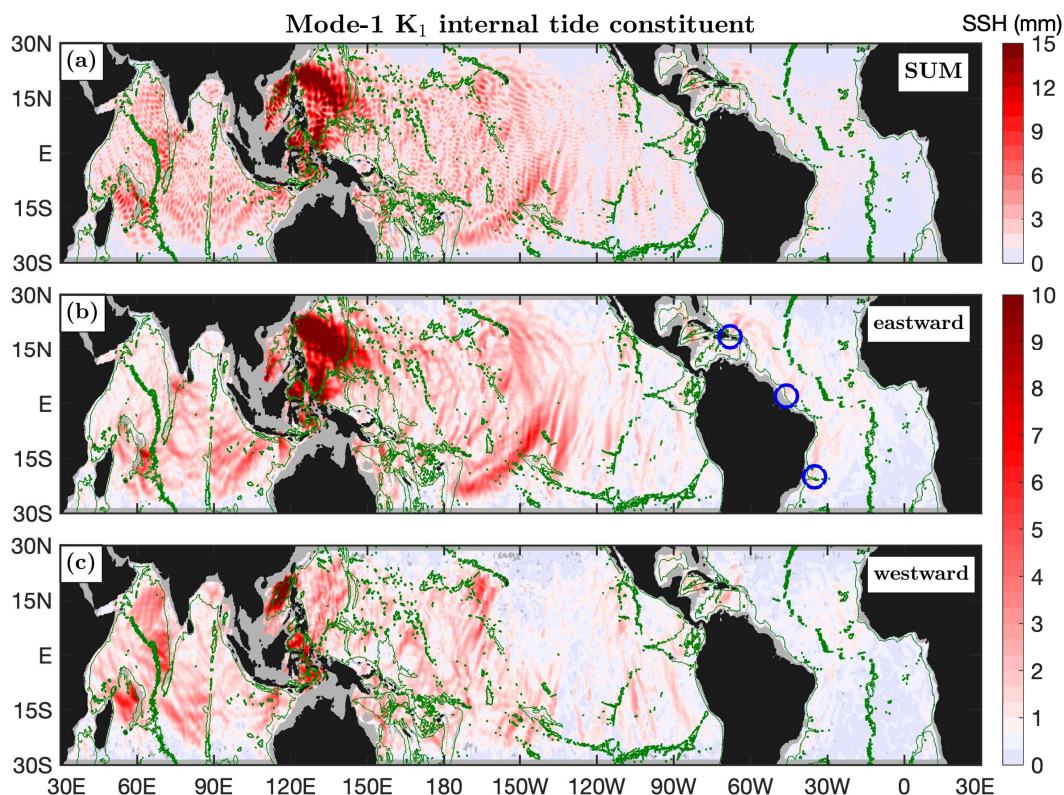 Mode-1 K₁ internal tide constituent
SSH (mm)
30N
15N
E
15S
30S
(a)
SUM
15
12
9
6
3
0
30N
15N
E
15S
30S
(b)
eastward
10
9
8
7
6
5
4
3
2
1
0
30N
15N
E
15S
30S
(c)
westward
30E
60E
90E
120E
150E
180
150W
120W
90W
60W
30W
0
30E